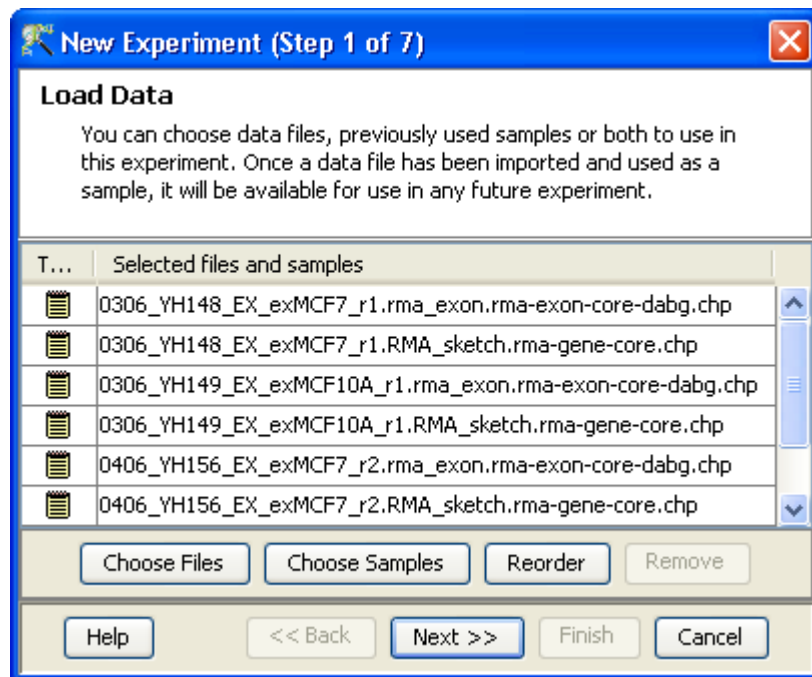 New Experiment (Step 1 of 7)
Load Data
You can choose data files, previously used samples or both to use in
this experiment. Once a data file has been imported and used as a
sample, it will be available for use in any future experiment.
T... Selected files and samples
0306_YH148_EX_exMCF7_r1.rma_exon.rma-exon-core-dabg.chp
0306_YH148_EX_exMCF7_r1.RMA_sketch.rma-gene-core.chp
0306_YH149_EX_exMCF10A_r1.rma_exon.rma-exon-core-dabg.chp
0306_YH149_EX_exMCF10A_r1.RMA_sketch.rma-gene-core.chp
0406_YH156_EX_exMCF7_r2.rma_exon.rma-exon-core-dabg.chp
0406_YH156_EX_exMCF7_r2.RMA_sketch.rma-gene-core.chp
Choose Files Choose Samples Reorder Remove
Help << Back Next >> Finish Cancel